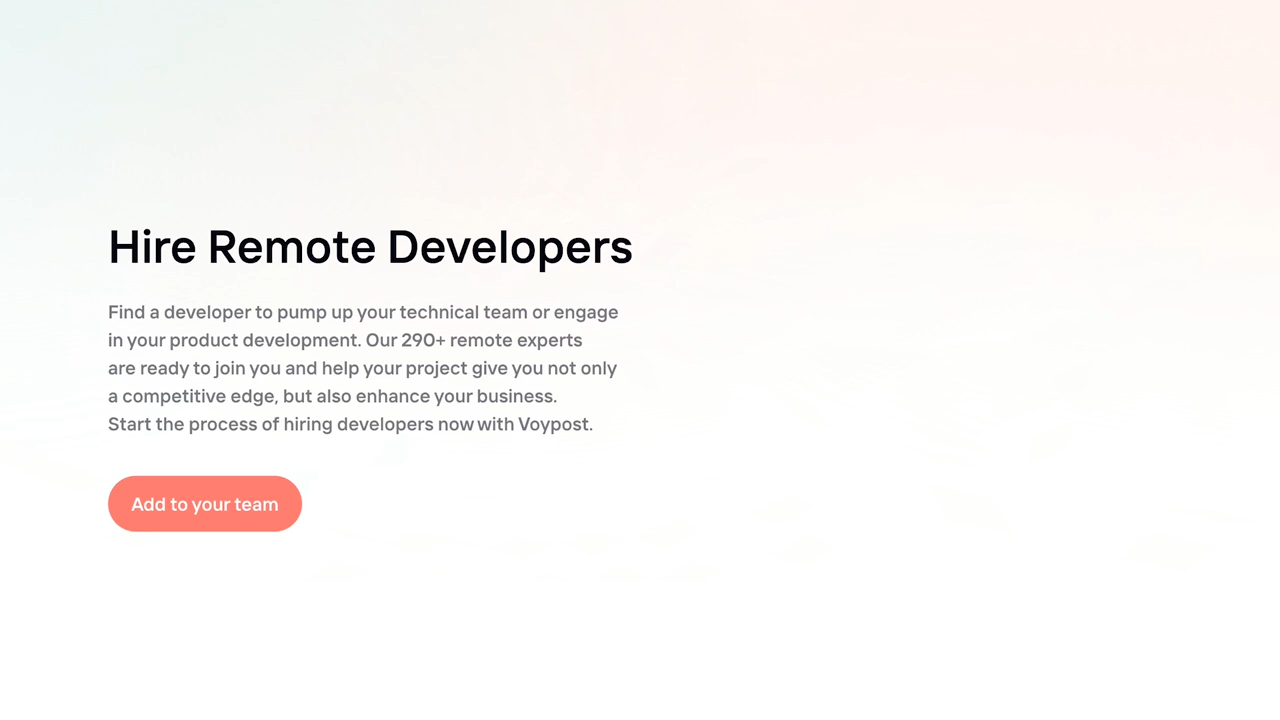 Hire Remote Developers
Find a developer to pump up your technical team or engage
in your product development. Our 290+ remote experts
are ready to join you and help your project give you not only
a competitive edge, but also enhance your business.
Start the process of hiring developers now with Voypost.
Add to your team